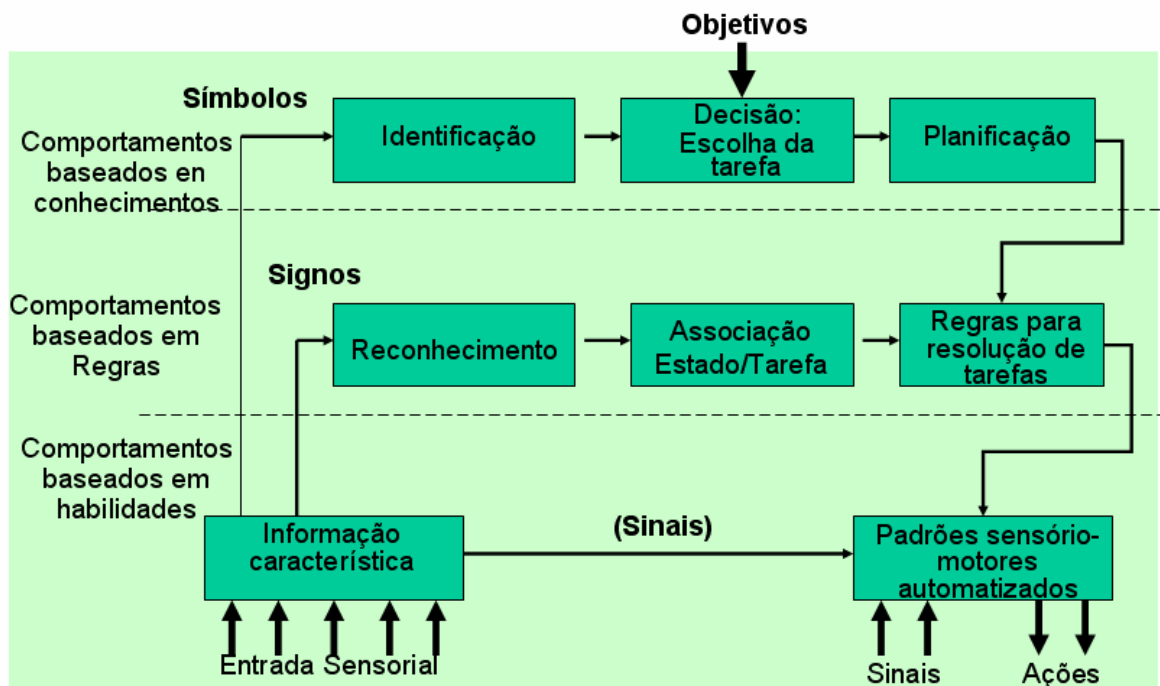 Objetivos
Símbolos
Comportamentos
baseados en
conhecimentos
Identificação
Decisão:
Escolha da
tarefa
Planificação
Signos
Comportamentos
baseados em
Regras
Reconhecimento
Associação
Estado/Tarefa
Regras para
resolução de
tarefas
Comportamentos
baseados em
habilidades
Informação
característica
(Sinais)
Padrões sensório-
motores
automatizados
Entrada Sensorial
Sinais
Ações